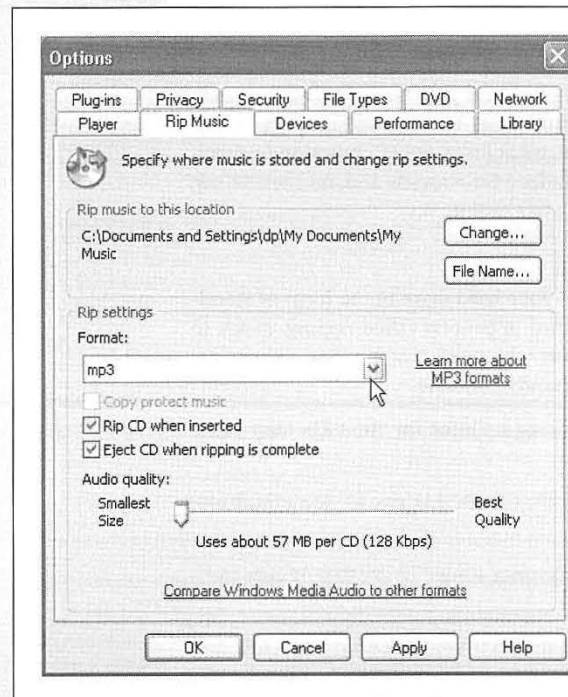 Options
Plug-ins Privacy Security File Types DVD Network
Player Rip Music Devices Performance Library
Specify where music is stored and change rip settings.
Rip music to this location
C:\Documents and Settings\dp\My Documents\My
Music
Change...
File Name...
Rip settings
Format:
mp3
Learn more about
MP3 formats
Copy protect music
Rip CD when inserted
Eject CD when ripping is complete
Audio quality:
Smallest
Size
Best
Quality
Uses about 57 MB per CD (128 Kbps)
Compare Windows Media Audio to other formats
OK Cancel Apply Help